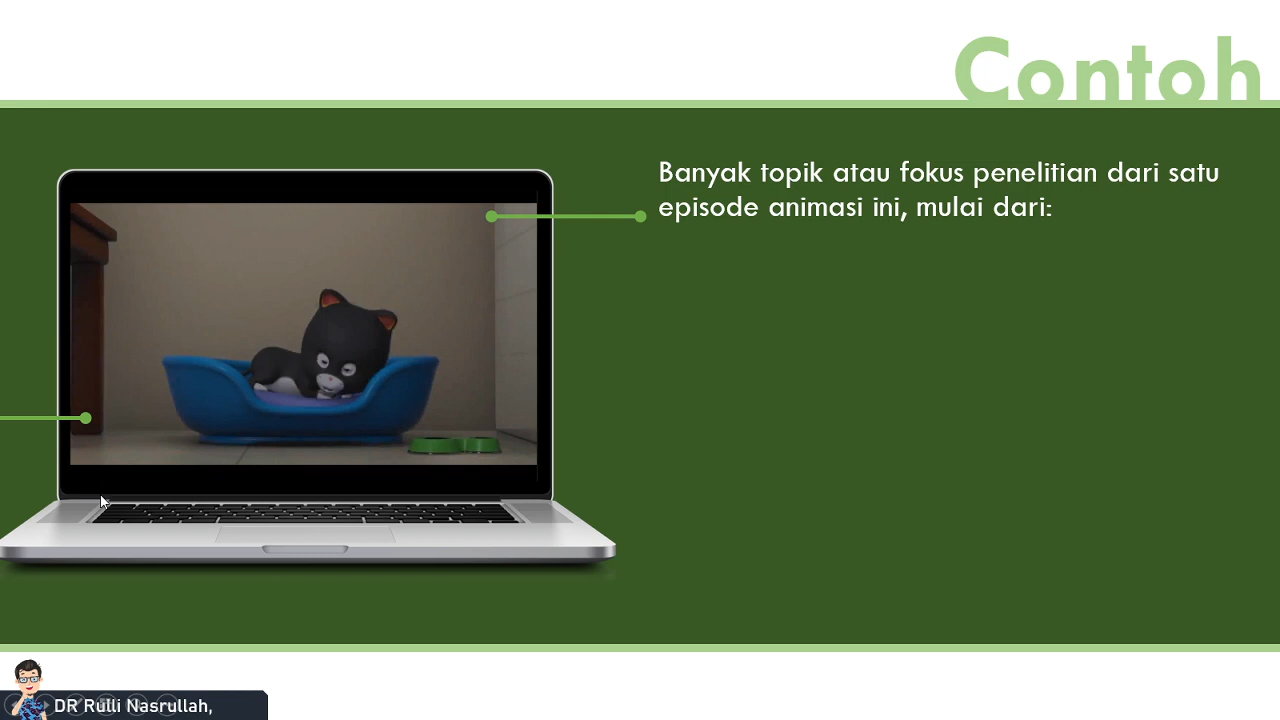 Contoh
Banyak topik atau fokus penelitian dari satu
episode animasi ini, mulai dari:
DR Rulli Nasrullah,